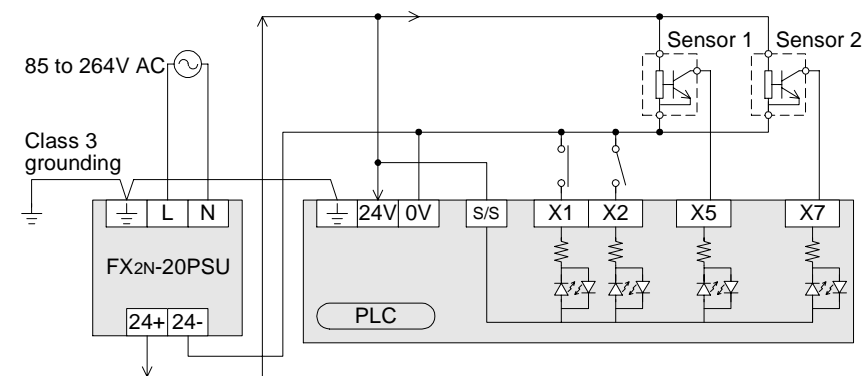 Sensor 1
Sensor 2
85 to 264V AC
Class 3
grounding
L N
24V 0V S/S X1 X2 X5 X7
FX2N-20PSU
24+ 24-
PLC